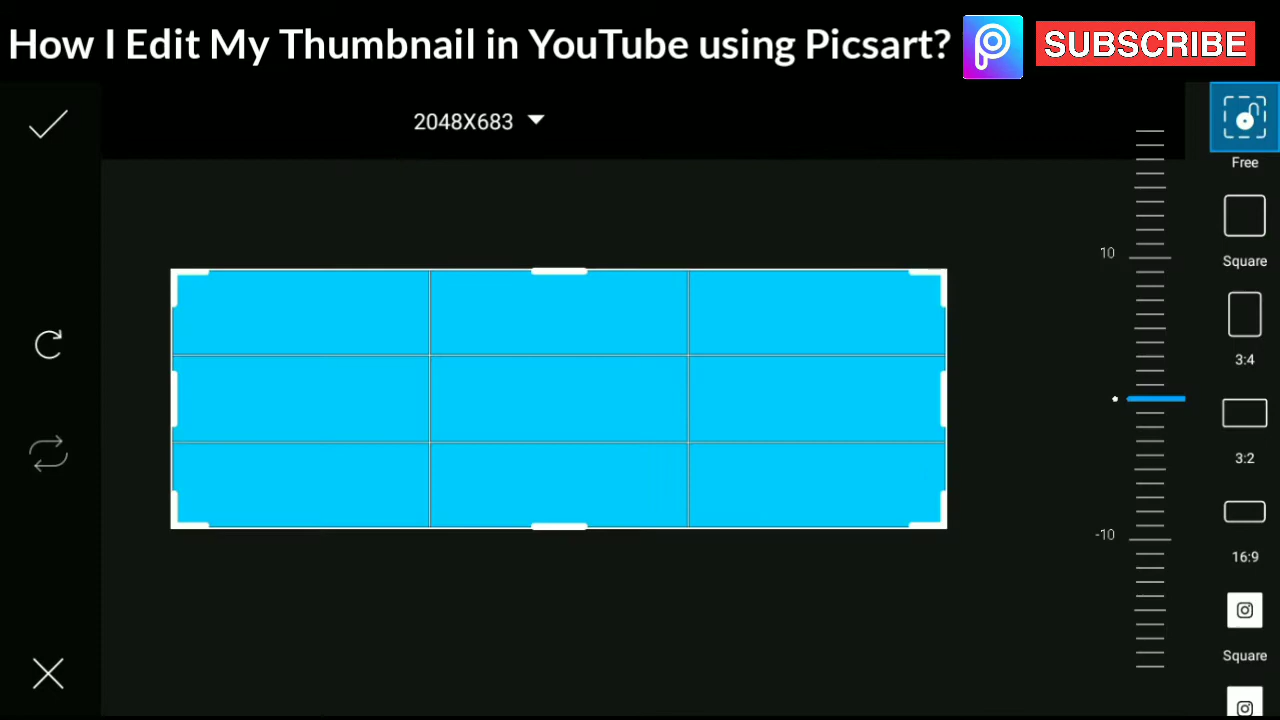 How I Edit My Thumbnail in YouTube using Picsart? SUBSCRIBE
2048X683
Free
10
Square
3:4
3:2
-10
16:9
Square